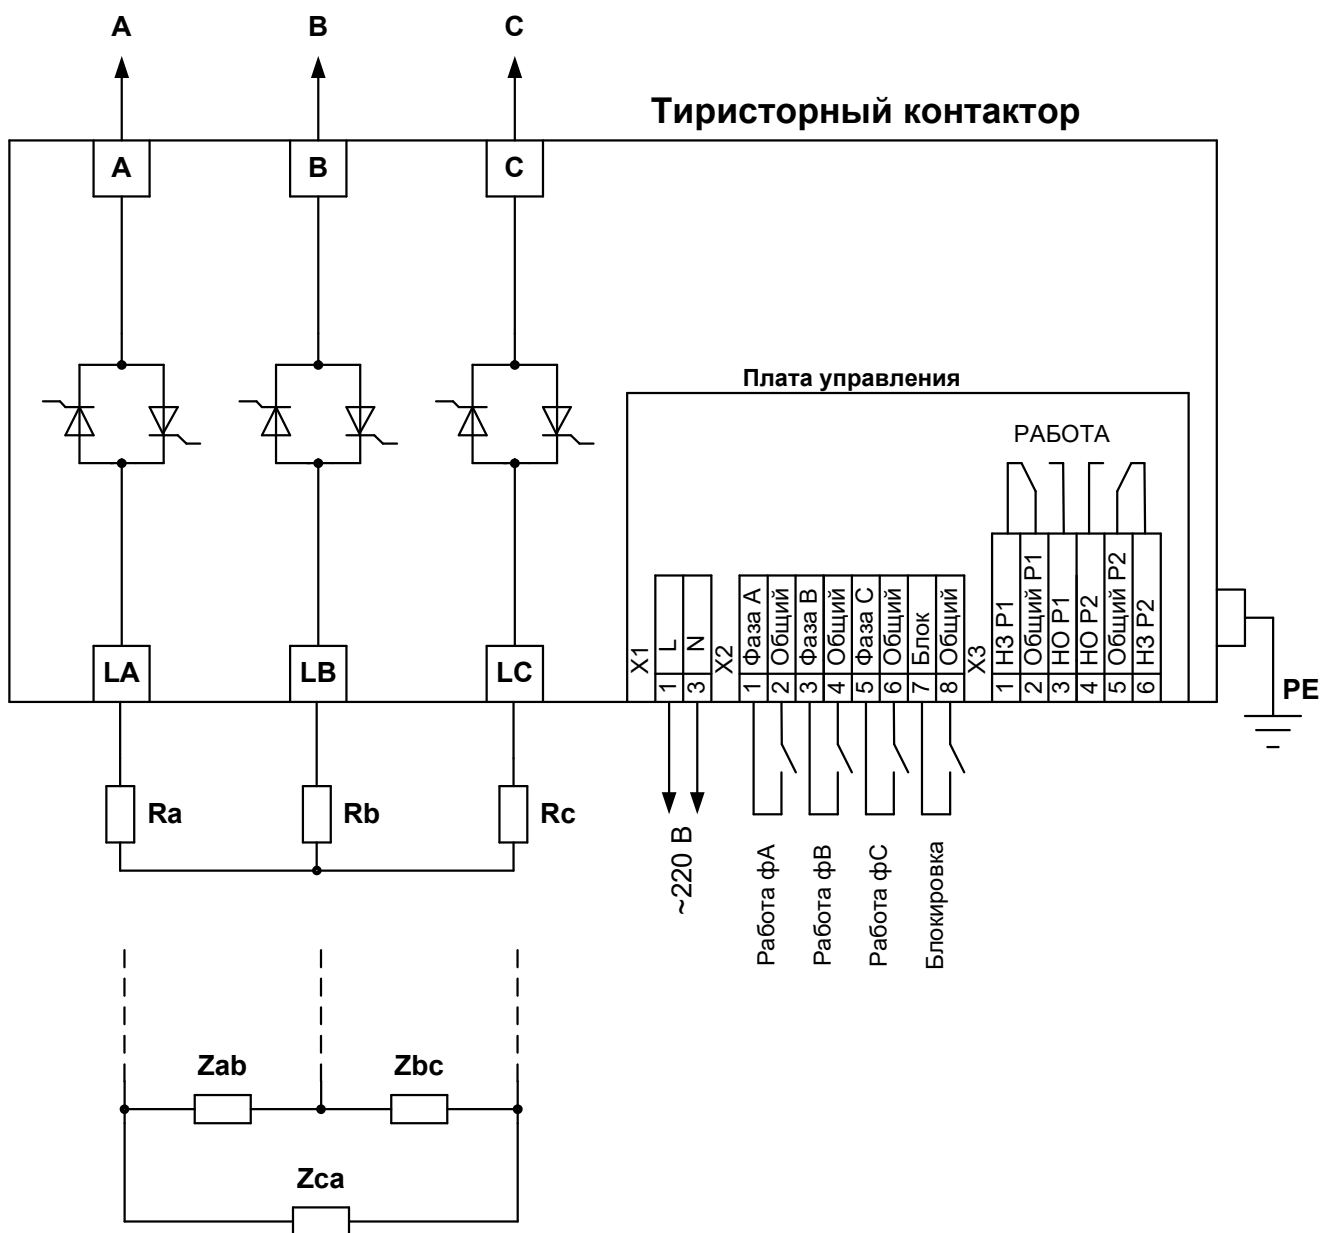 A B C
Тиристорный контактор
A B C
Плата управления
РАБОТА
X1
1 L
3 N
X2
1 Фаза А
2 Общий
3 Фаза В
4 Общий
5 Фаза С
6 Общий
7 Блок
8 Общий
X3
1 НЗ Р1
2 Общий Р1
3 НО Р1
4 НО Р2
5 Общий Р2
6 НЗ Р2
LA LB LC
PE
Ra Rb Rc
~220 В
Работа фА
Работа фВ
Работа фС
Блокировка
Zab Zbc
Zca